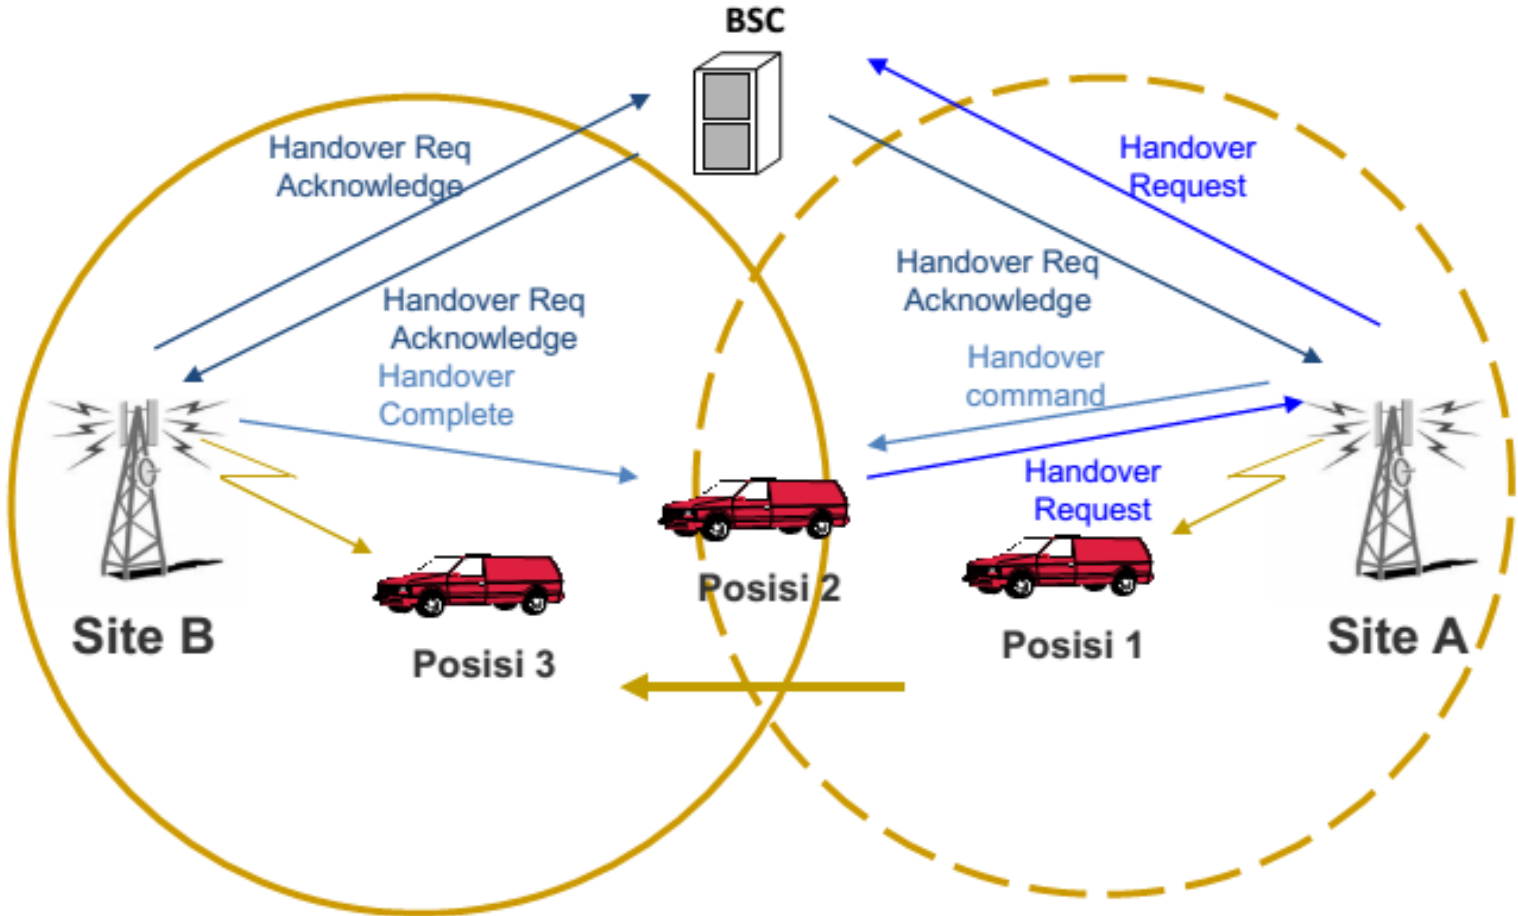 BSC
Handover Req
Acknowledge
Handover
Request
Handover Req
Acknowledge
Handover Req
Acknowledge
Handover
Complete
Handover
command
Handover
Request
Posisi 2
Site B
Posisi 3
Posisi 1
Site A